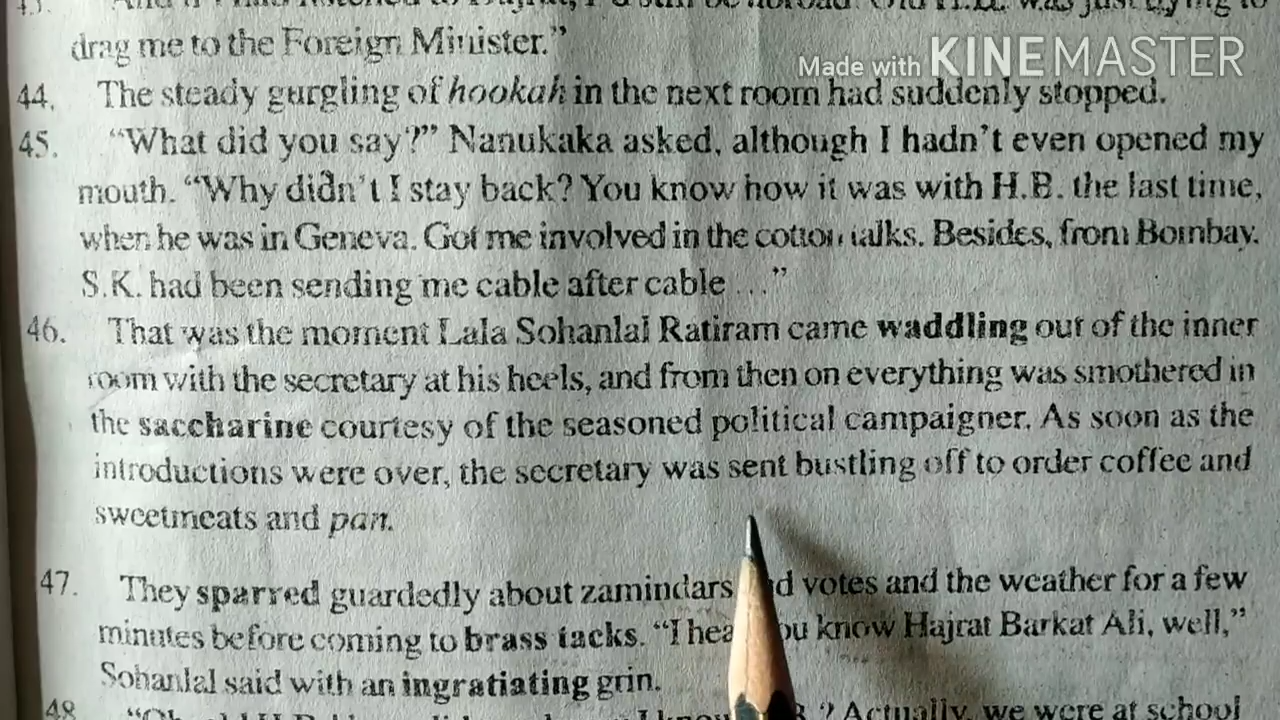 drag me to the Foreign Minister."
Made with KINEMASTER
44. The steady gurgling of hookah in the next room had suddenly stopped.
45. "What did you say?" Nanukaka asked, although I hadn't even opened my
mouth. "Why didn't I stay back? You know how it was with H.B. the last time,
when he was in Geneva. Got me involved in the cotton talks. Besides, from Bombay.
S.K. had been sending me cable after cable ..."
46. That was the moment Lala Sohanlal Ratiram came waddling out of the inner
room with the secretary at his heels, and from then on everything was smothered in
the saccharine courtesy of the seasoned political campaigner. As soon as the
introductions were over, the secretary was sent bustling off to order coffee and
sweetmeats and pan.
47. They sparred guardedly about zamindars and votes and the weather for a few
minutes before coming to brass tacks. "I hear you know Hajrat Barkat Ali, well,"
Sohanlal said with an ingratiating grin.
48 Actually, we were at school